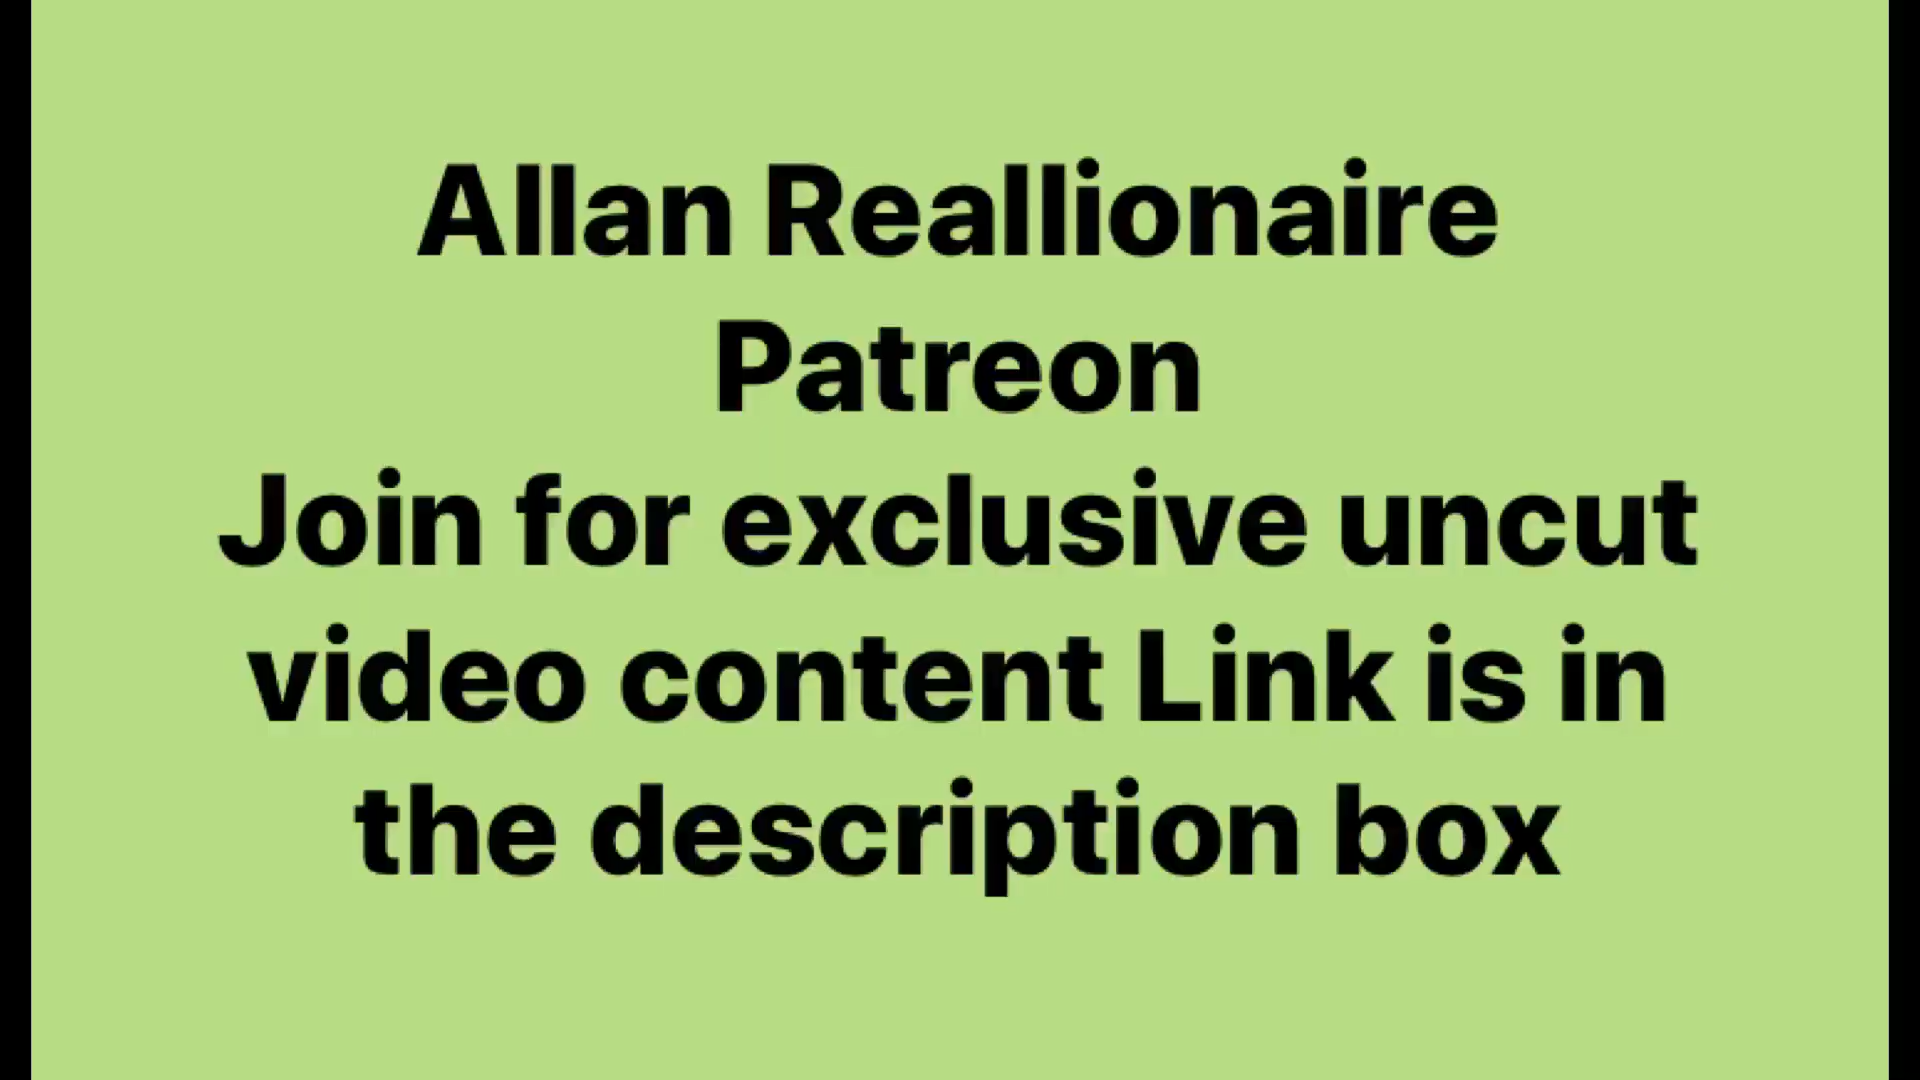 Allan Reallionaire
Patreon
Join for exclusive uncut
video content Link is in
the description box